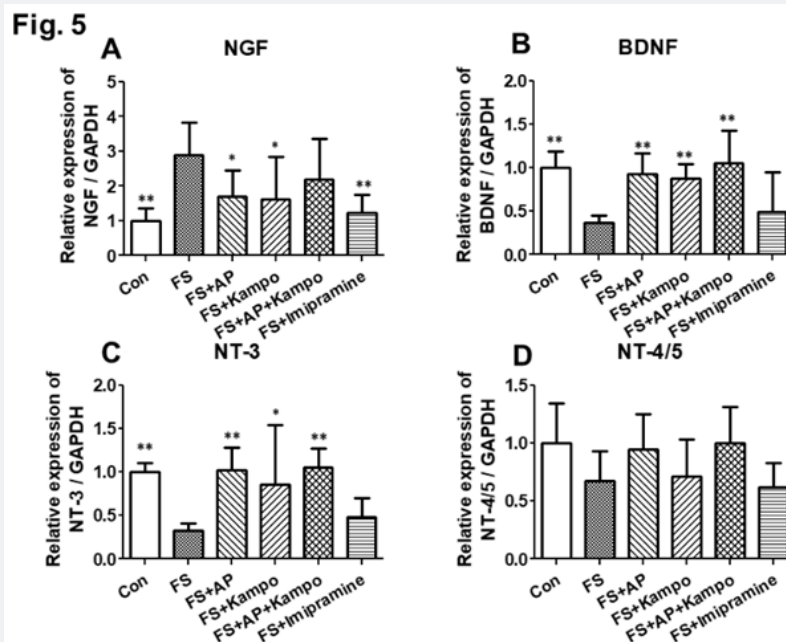 Fig. 5
A
NGF
Relative expression of
NGF / GAPDH
5
4
3
2
1
0
**
*
*
**
Con
FS
FS+AP
FS+Kampo
FS+AP+Kampo
FS+Imipramine
B
BDNF
Relative expression of
BDNF / GAPDH
2.0
1.5
1.0
0.5
0.0
**
**
**
**
Con
FS
FS+AP
FS+Kampo
FS+AP+Kampo
FS+Imipramine
C
NT-3
Relative expression of
NT-3 / GAPDH
2.0
1.5
1.0
0.5
0.0
**
**
*
**
Con
FS
FS+AP
FS+Kampo
FS+AP+Kampo
FS+Imipramine
D
NT-4/5
Relative expression of
NT-4/5 / GAPDH
1.5
1.0
0.5
0.0
Con
FS
FS+AP
FS+Kampo
FS+AP+Kampo
FS+Imipramine